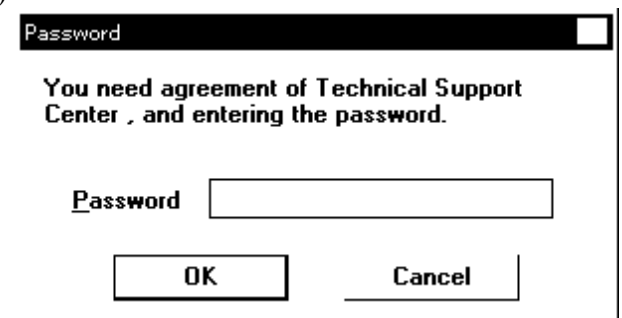 Password
You need agreement of Technical Support
Center , and entering the password.
Password
OK Cancel